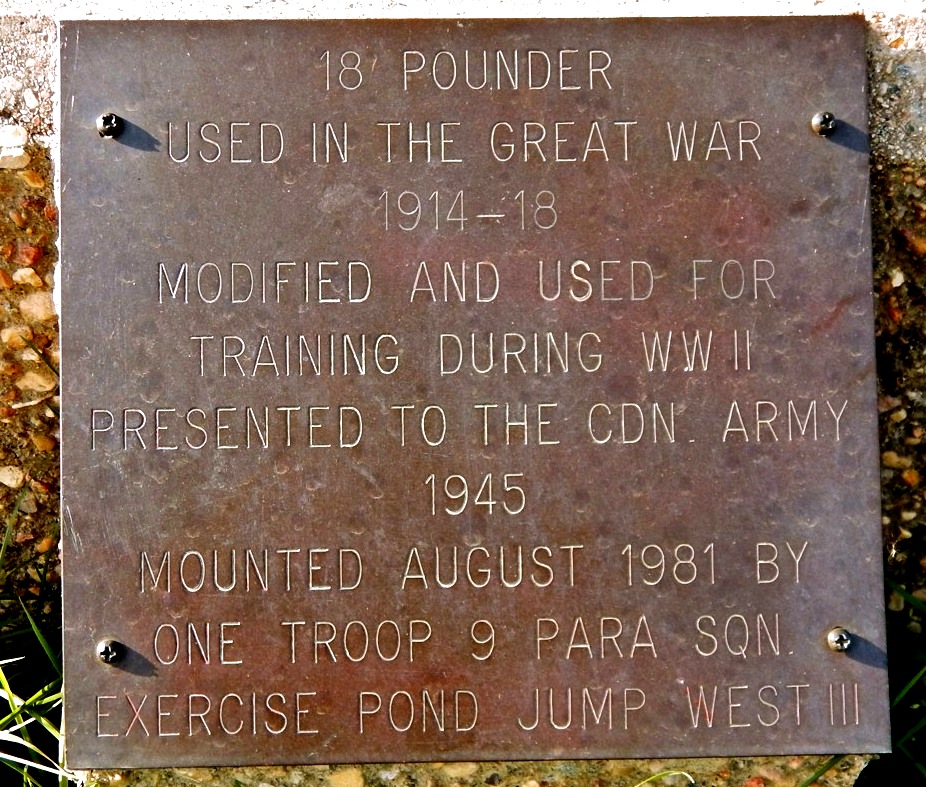 18 POUNDER
USED IN THE GREAT WAR
1914-18
MODIFIED AND USED FOR
TRAINING DURING W.W II
PRESENTED TO THE CDN. ARMY
1945
MOUNTED AUGUST 1981 BY
ONE TROOP 9 PARA SQN.
EXERCISE POND JUMP WEST III